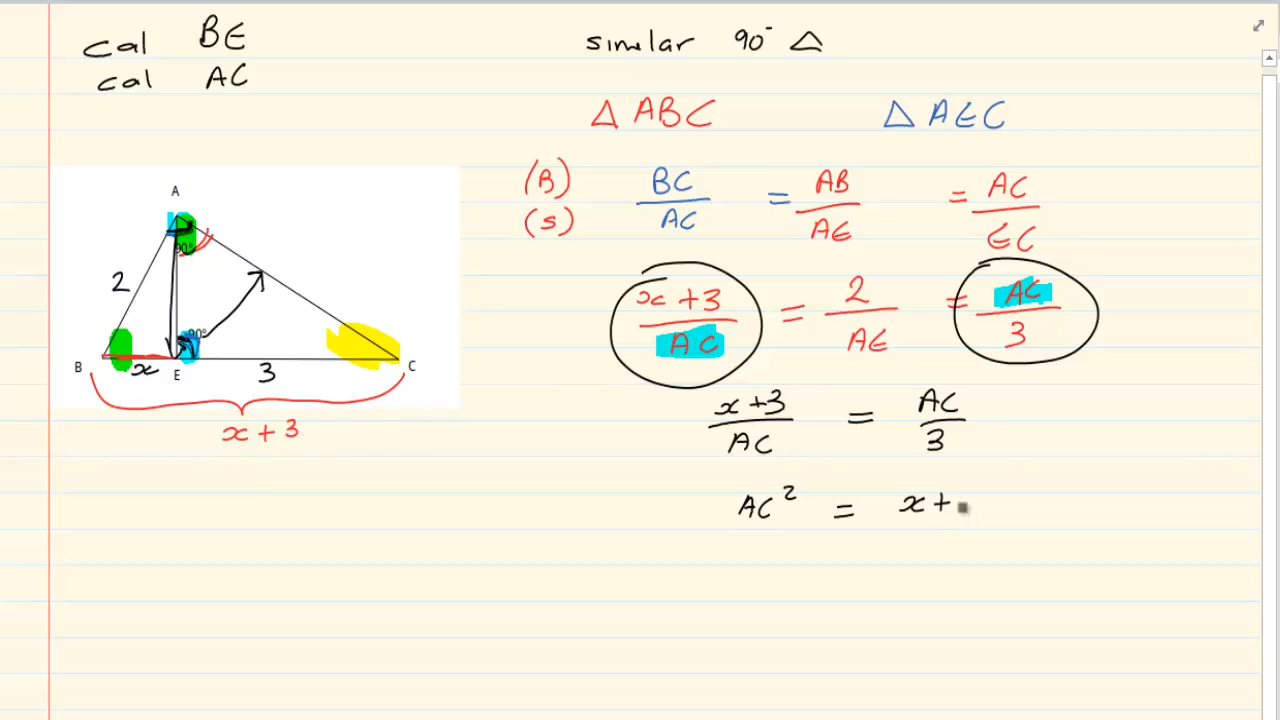 cal BE
cal AC
similar 90° △
△ ABC △ AEC
(B) BC = AB = AC
(S) AC AE EC
x + 3 = 2 = AC
AC AE 3
A
90°
2
90°
B x E 3 C
x + 3
x + 3 = AC
AC 3
AC² = x +